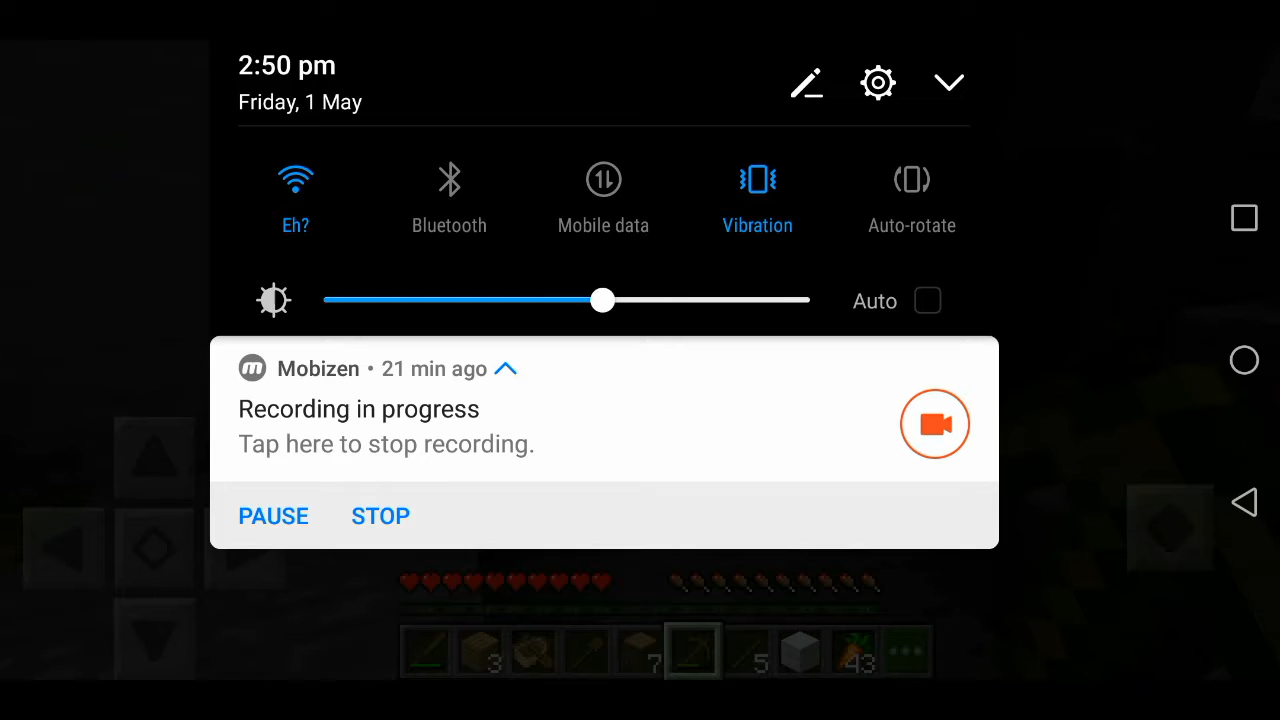 2:50 pm
Friday, 1 May
Eh?
Bluetooth
Mobile data
Vibration
Auto-rotate
Auto
Mobizen • 21 min ago
Recording in progress
Tap here to stop recording.
PAUSE STOP
3 7 5 43